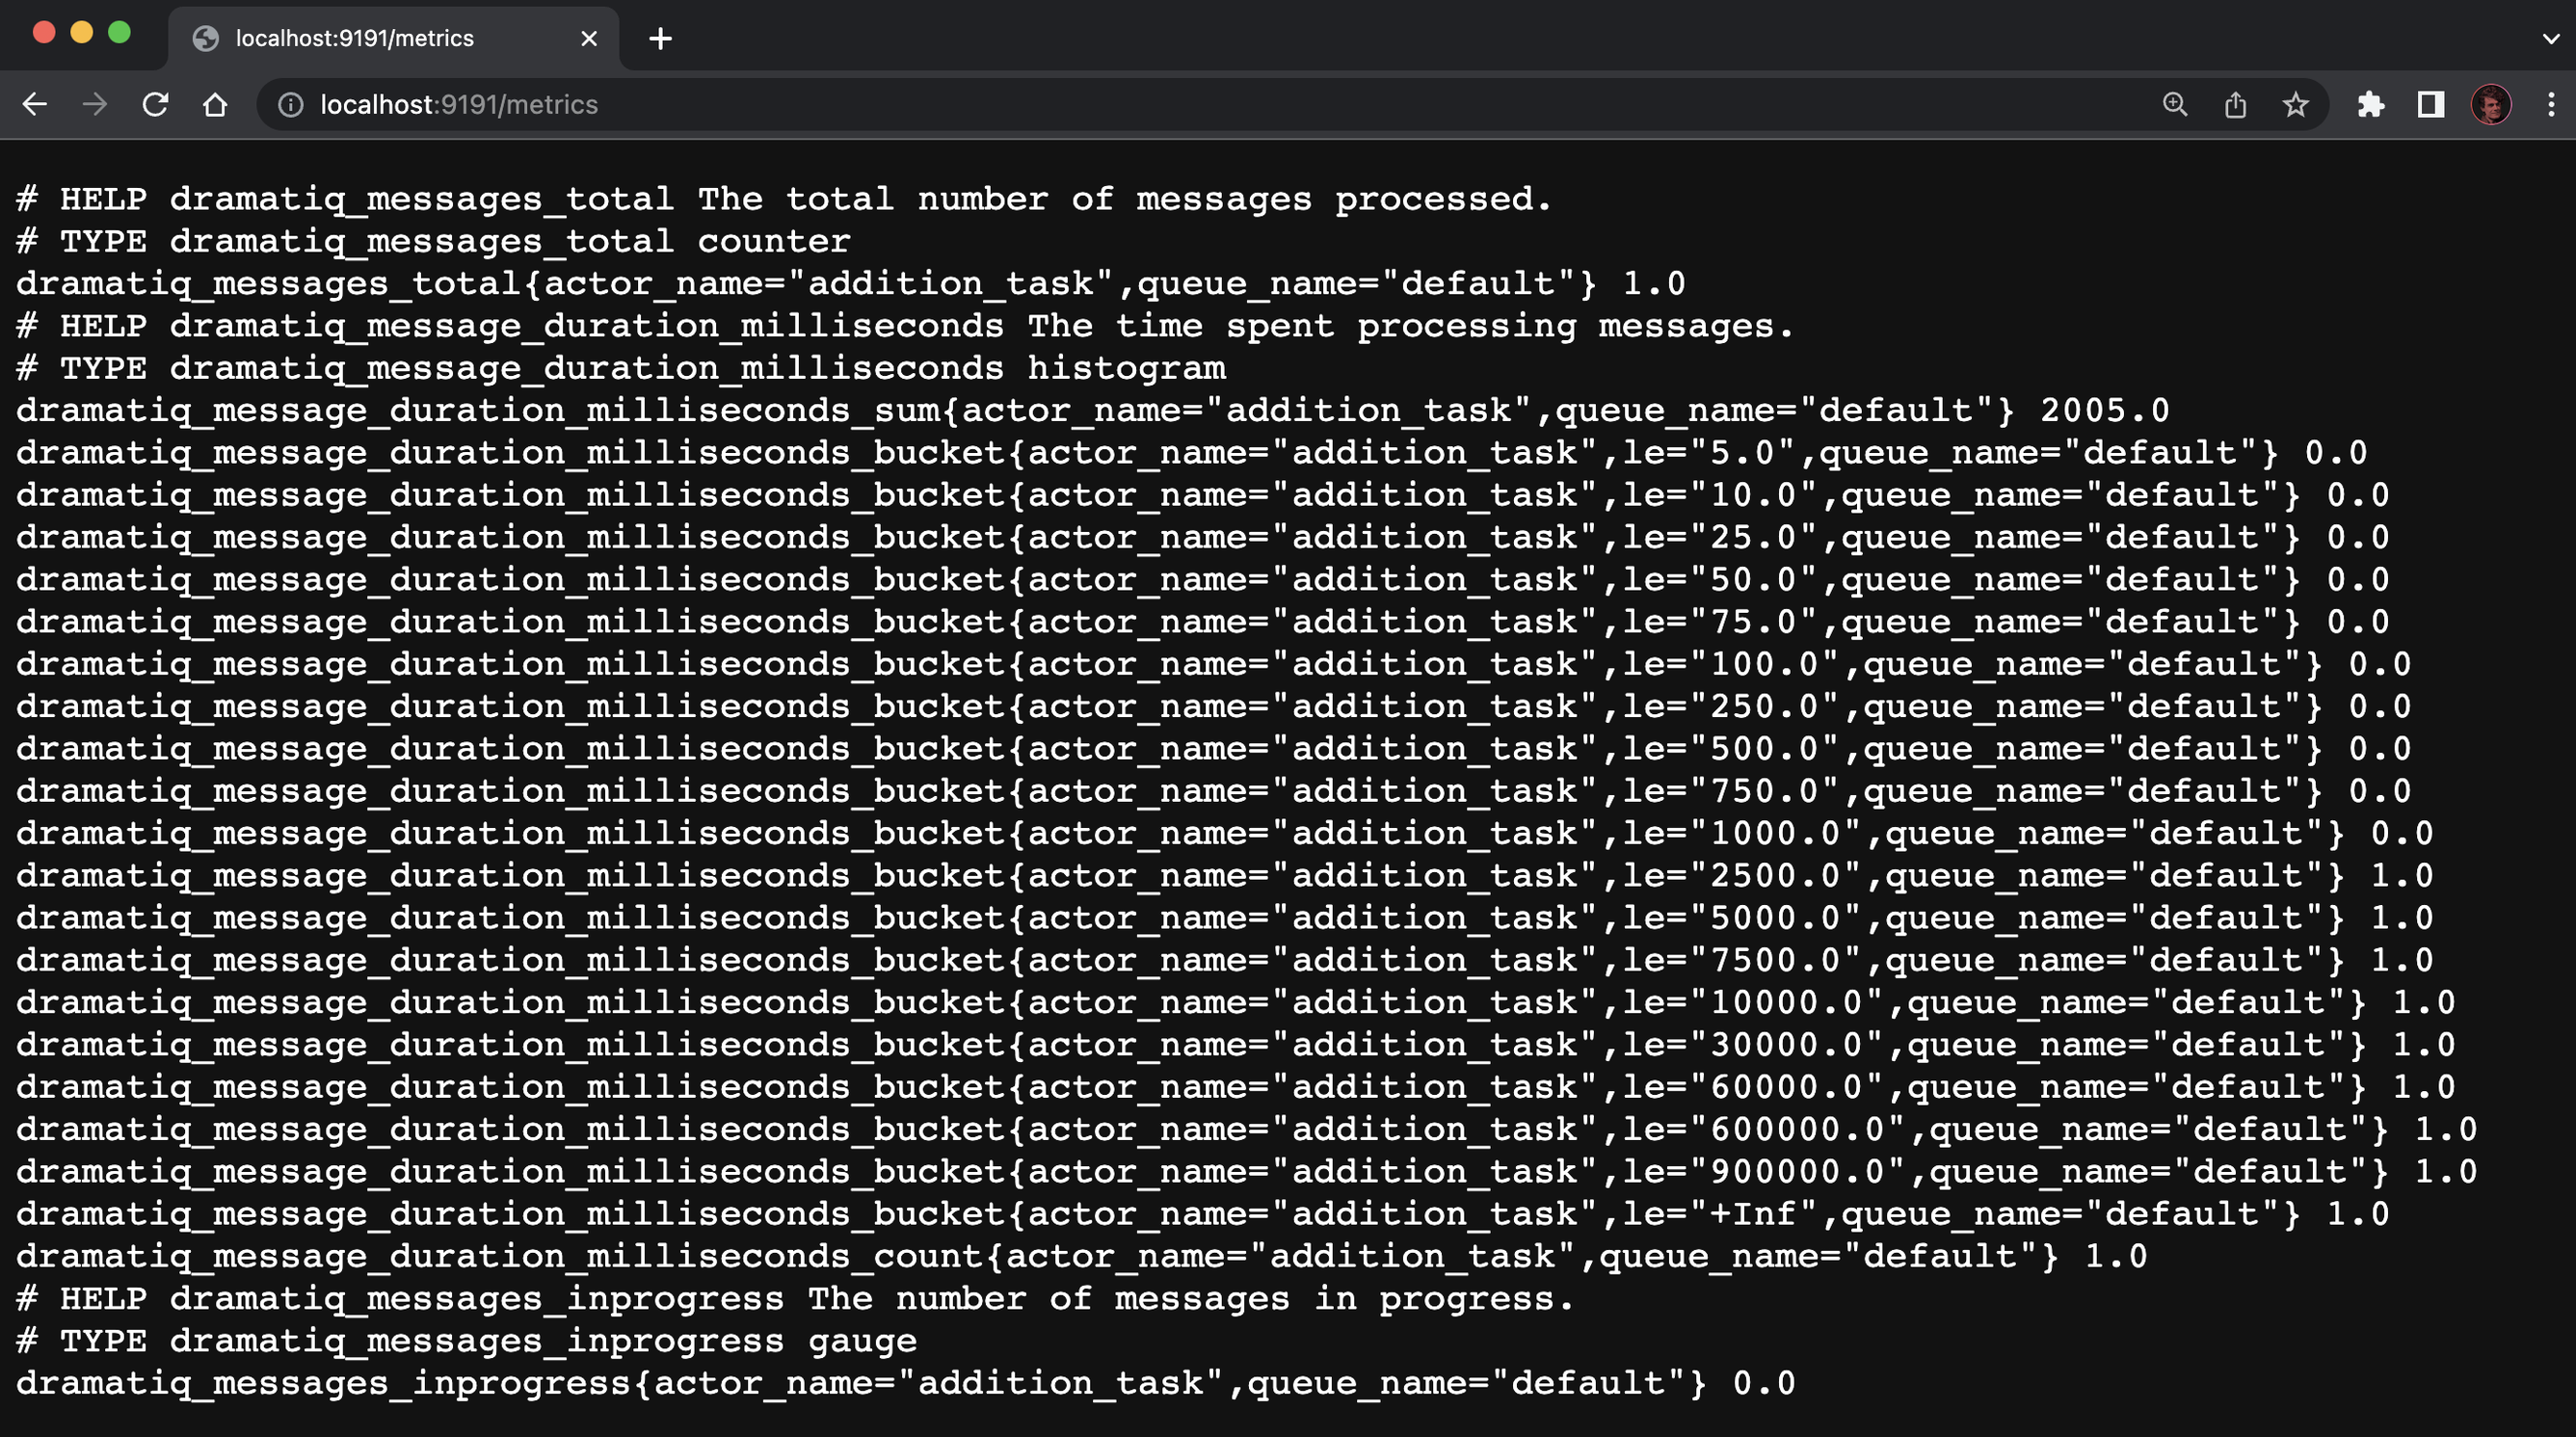 localhost:9191/metrics
localhost:9191/metrics
# HELP dramatiq_messages_total The total number of messages processed.
# TYPE dramatiq_messages_total counter
dramatiq_messages_total{actor_name="addition_task",queue_name="default"} 1.0
# HELP dramatiq_message_duration_milliseconds The time spent processing messages.
# TYPE dramatiq_message_duration_milliseconds histogram
dramatiq_message_duration_milliseconds_sum{actor_name="addition_task",queue_name="default"} 2005.0
dramatiq_message_duration_milliseconds_bucket{actor_name="addition_task",le="5.0",queue_name="default"} 0.0
dramatiq_message_duration_milliseconds_bucket{actor_name="addition_task",le="10.0",queue_name="default"} 0.0
dramatiq_message_duration_milliseconds_bucket{actor_name="addition_task",le="25.0",queue_name="default"} 0.0
dramatiq_message_duration_milliseconds_bucket{actor_name="addition_task",le="50.0",queue_name="default"} 0.0
dramatiq_message_duration_milliseconds_bucket{actor_name="addition_task",le="75.0",queue_name="default"} 0.0
dramatiq_message_duration_milliseconds_bucket{actor_name="addition_task",le="100.0",queue_name="default"} 0.0
dramatiq_message_duration_milliseconds_bucket{actor_name="addition_task",le="250.0",queue_name="default"} 0.0
dramatiq_message_duration_milliseconds_bucket{actor_name="addition_task",le="500.0",queue_name="default"} 0.0
dramatiq_message_duration_milliseconds_bucket{actor_name="addition_task",le="750.0",queue_name="default"} 0.0
dramatiq_message_duration_milliseconds_bucket{actor_name="addition_task",le="1000.0",queue_name="default"} 0.0
dramatiq_message_duration_milliseconds_bucket{actor_name="addition_task",le="2500.0",queue_name="default"} 1.0
dramatiq_message_duration_milliseconds_bucket{actor_name="addition_task",le="5000.0",queue_name="default"} 1.0
dramatiq_message_duration_milliseconds_bucket{actor_name="addition_task",le="7500.0",queue_name="default"} 1.0
dramatiq_message_duration_milliseconds_bucket{actor_name="addition_task",le="10000.0",queue_name="default"} 1.0
dramatiq_message_duration_milliseconds_bucket{actor_name="addition_task",le="30000.0",queue_name="default"} 1.0
dramatiq_message_duration_milliseconds_bucket{actor_name="addition_task",le="60000.0",queue_name="default"} 1.0
dramatiq_message_duration_milliseconds_bucket{actor_name="addition_task",le="600000.0",queue_name="default"} 1.0
dramatiq_message_duration_milliseconds_bucket{actor_name="addition_task",le="900000.0",queue_name="default"} 1.0
dramatiq_message_duration_milliseconds_bucket{actor_name="addition_task",le="+Inf",queue_name="default"} 1.0
dramatiq_message_duration_milliseconds_count{actor_name="addition_task",queue_name="default"} 1.0
# HELP dramatiq_messages_inprogress The number of messages in progress.
# TYPE dramatiq_messages_inprogress gauge
dramatiq_messages_inprogress{actor_name="addition_task",queue_name="default"} 0.0